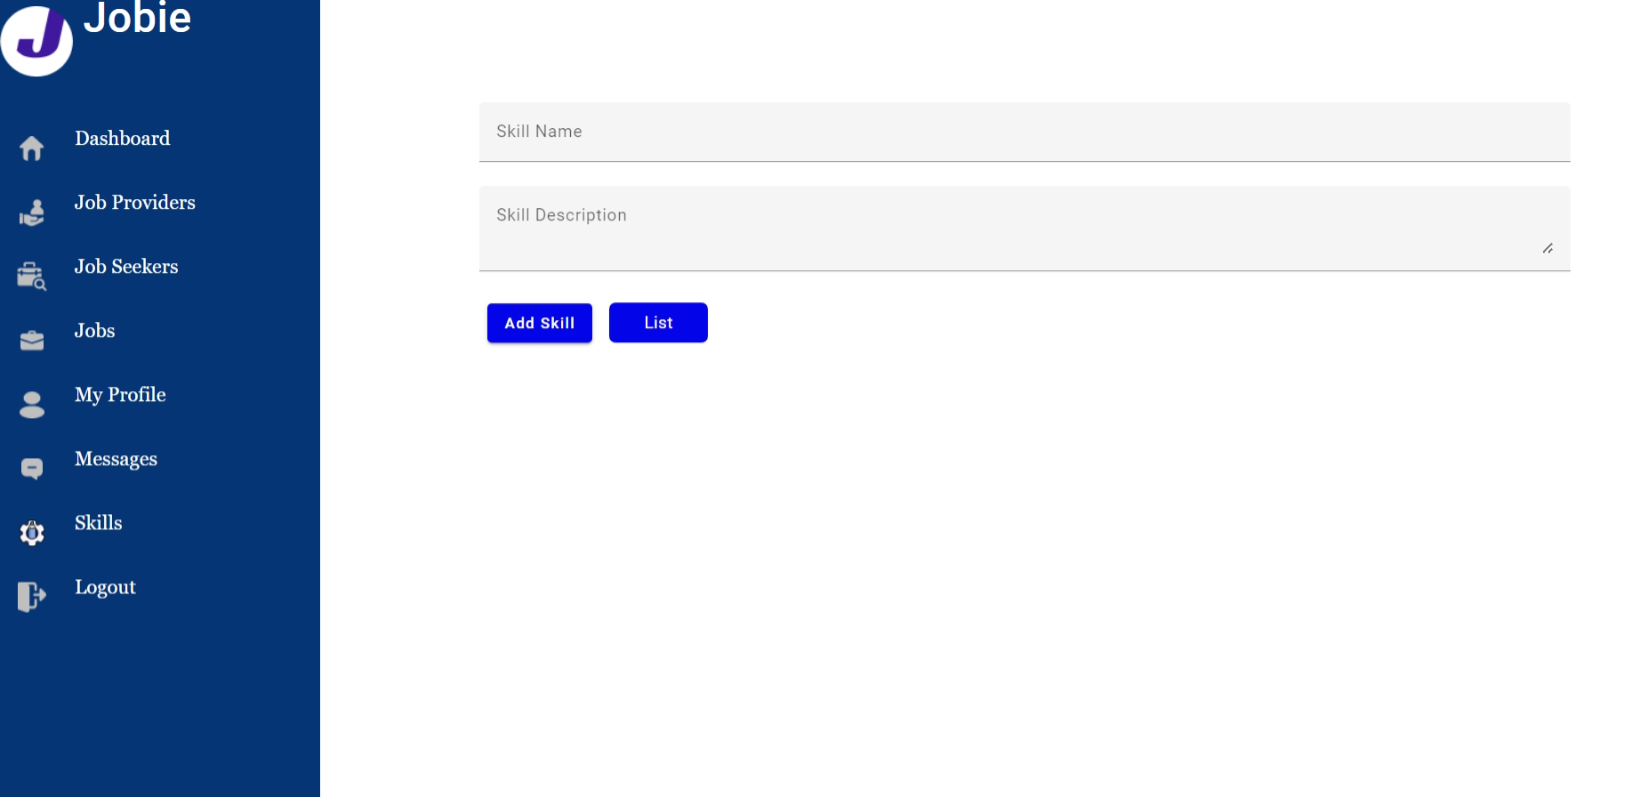 Jobie
Dashboard
Job Providers
Job Seekers
Jobs
My Profile
Messages
Skills
Logout
Skill Name
Skill Description
Add Skill
List